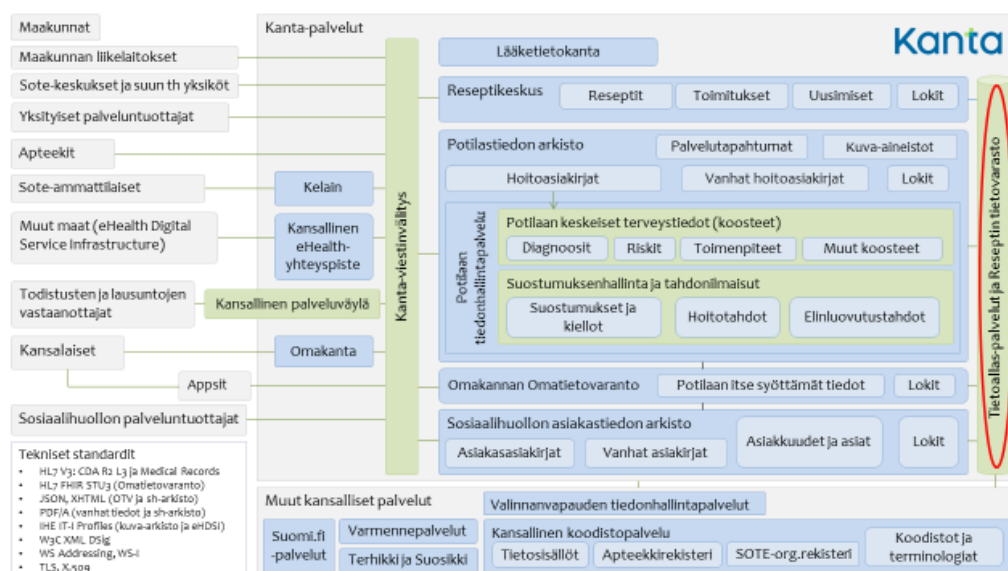 Maakunnat
Maakunnan liikelaitokset
Sote-keskukset ja suun th yksiköt
Yksityiset palveluntuottajat
Apteekit
Sote-ammattilaiset
Muut maat (eHealth Digital
Service Infrastructure)
Todistusten ja lausuntojen
vastaanottajat
Kansalaiset
Appsit
Sosiaalihuollon palveluntuottajat
Tekniset standardit
• HL7 V3: CDA R2 L3 ja Medical Records
• HL7 FHIR STU3 (Omatietovaranto)
• JSON, XHTML (OTV ja sh-arkisto)
• PDF/A (vanhat tiedot ja sh-arkisto)
• IHE IT-I Profiles (kuva-arkisto ja eHDSI)
• W3C XML DSig
• WS Addressing, WS-I
• TLS, X.509
Kanta-palvelut
Kanta
Kelain
Kansallinen
eHealth-
yhteyspiste
Kansallinen palveluväylä
Omakanta
Kanta-viestinvälitys
Lääketietokanta
Reseptikeskus
Reseptit
Toimitukset
Uusimiset
Lokit
Potilastiedon arkisto
Palvelutapahtumat
Kuva-aineistot
Hoitoasiakirjat
Vanhat hoitoasiakirjat
Lokit
Potilaan
tiedonhallintapalvelu
Potilaan keskeiset terveystiedot (koosteet)
Diagnoosit
Riskit
Toimenpiteet
Muut koosteet
Suostumuksenhallinta ja tahdonilmaisut
Suostumukset ja
kiellot
Hoitotahdot
Elinluovutustahdot
Omakannan Omatietovaranto
Potilaan itse syöttämät tiedot
Lokit
Sosiaalihuollon asiakastiedon arkisto
Asiakasasiakirjat
Vanhat asiakirjat
Asiakkuudet ja asiat
Lokit
Tietoallas-palvelut ja Reseptin tietovarasto
Muut kansalliset palvelut
Suomi.fi
-palvelut
Varmennepalvelut
Terhikki ja Suosikki
Valinnanvapauden tiedonhallintapalvelut
Kansallinen koodistopalvelu
Tietosisällöt
Apteekkirekisteri
SOTE-org.rekisteri
Koodistot ja
terminologiat